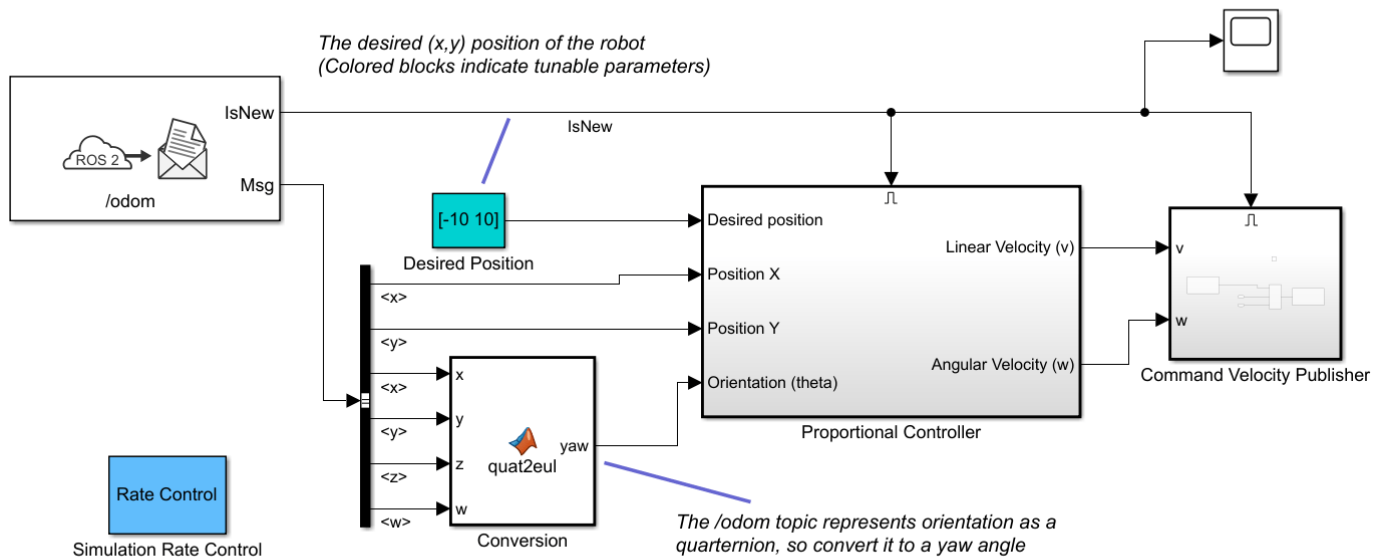 The desired (x,y) position of the robot
(Colored blocks indicate tunable parameters)
IsNew
ROS 2
Msg
/odom
IsNew
[-10 10]
Desired Position
Desired position
Position X
Position Y
Orientation (theta)
Linear Velocity (v)
Angular Velocity (w)
Proportional Controller
v
w
Command Velocity Publisher
<x>
<y>
<x>
<y>
<z>
<w>
x
y
z
w
quat2eul
yaw
Conversion
Rate Control
Simulation Rate Control
The /odom topic represents orientation as a
quarternion, so convert it to a yaw angle